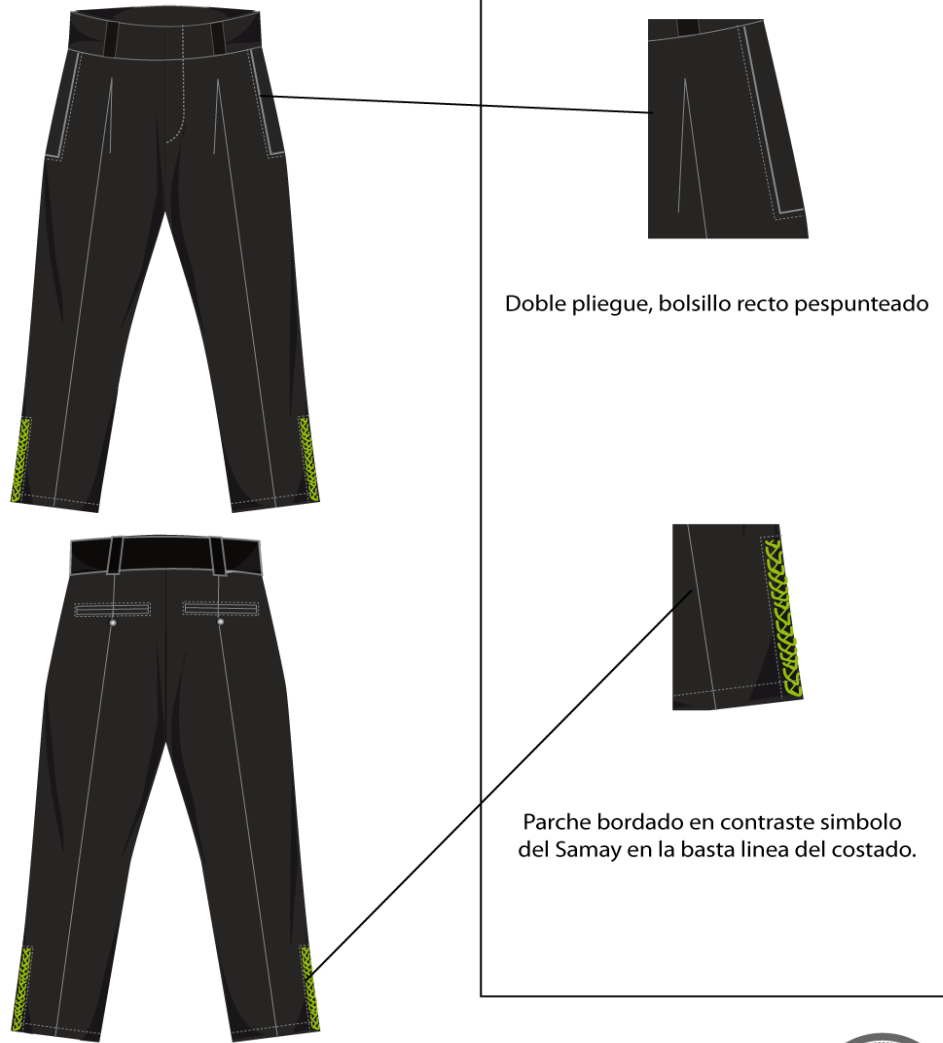 Doble pliegue, bolsillo recto pespunteado
Parche bordado en contraste simbolo
del Samay en la basta linea del costado.